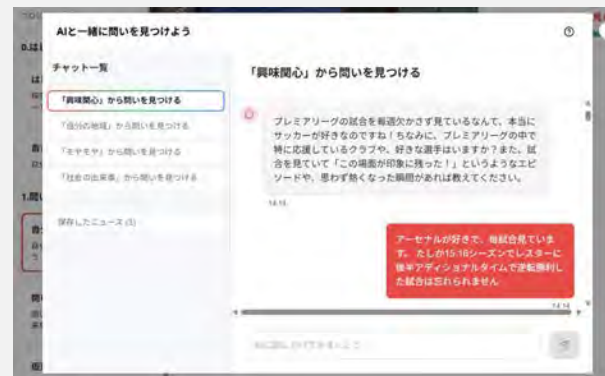 AIと一緒に問いを見つけよう
チャット一覧
「興味関心」から問いを見つける
「自分の地域」から問いを見つける
「モヤモヤ」から問いを見つける
「社会の出来事」から問いを見つける
保存したニュース (1)
「興味関心」から問いを見つける
プレミアリーグの試合を毎週欠かさず見ているなんて、本当に
サッカーが好きなのですね！ちなみに、プレミアリーグの中で
特に応援しているクラブや、好きな選手はいますか？また、試
合を見ていて「この場面が印象に残った！」というようなエピ
ソードや、思わず熱くなった瞬間があれば教えてください。
14:14
アーセナルが好きで、毎試合見ていま
す。たしか15-16シーズンでレスターに
後半アディショナルタイムで逆転勝利し
た試合は忘れられません
14:14